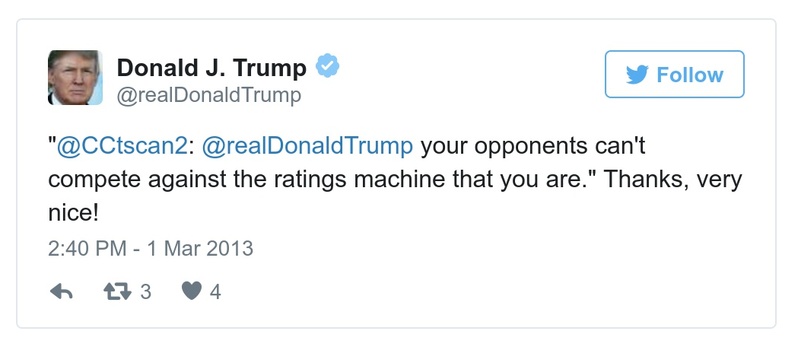 Donald J. Trump
@realDonaldTrump
Follow
"@CCtscan2: @realDonaldTrump your opponents can't
compete against the ratings machine that you are." Thanks, very
nice!
2:40 PM - 1 Mar 2013
3 4